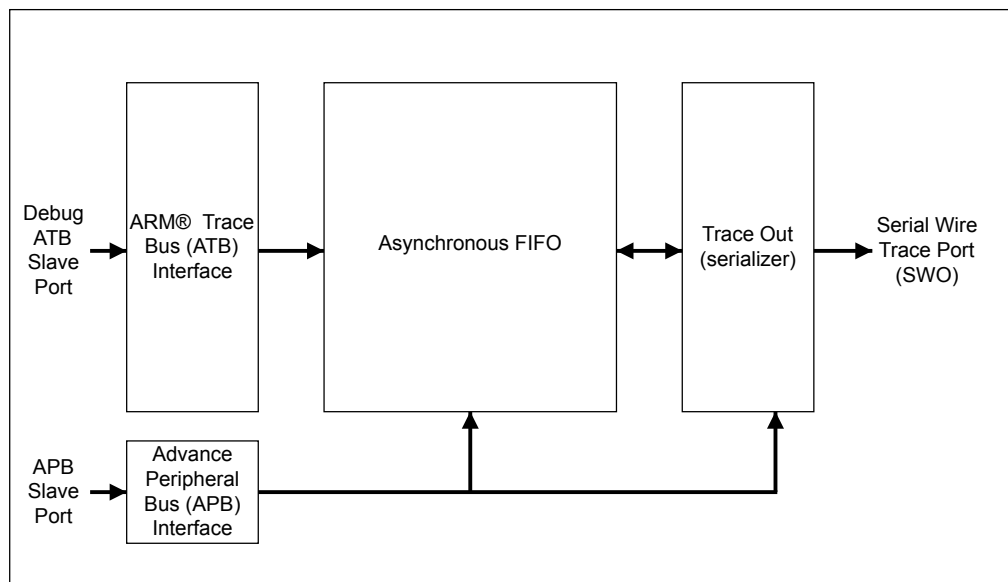 Debug
ATB
Slave
Port
ARM® Trace
Bus (ATB)
Interface
Asynchronous FIFO
Trace Out
(serializer)
Serial Wire
Trace Port
(SWO)
APB
Slave
Port
Advance
Peripheral
Bus (APB)
Interface